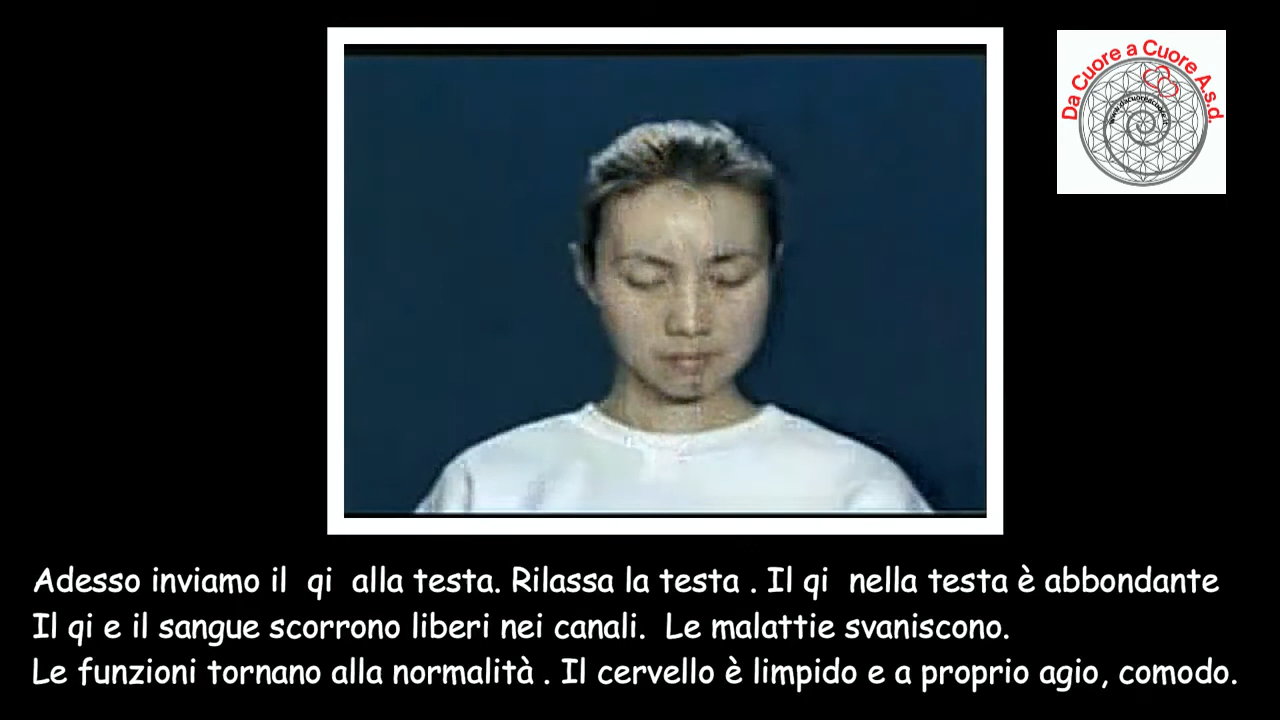 Da Cuore a Cuore A.s.d.
Adesso inviamo il  qi  alla testa. Rilassa la testa . Il qi  nella testa è abbondante
Il qi e il sangue scorrono liberi nei canali.  Le malattie svaniscono.
Le funzioni tornano alla normalità . Il cervello è limpido e a proprio agio, comodo.